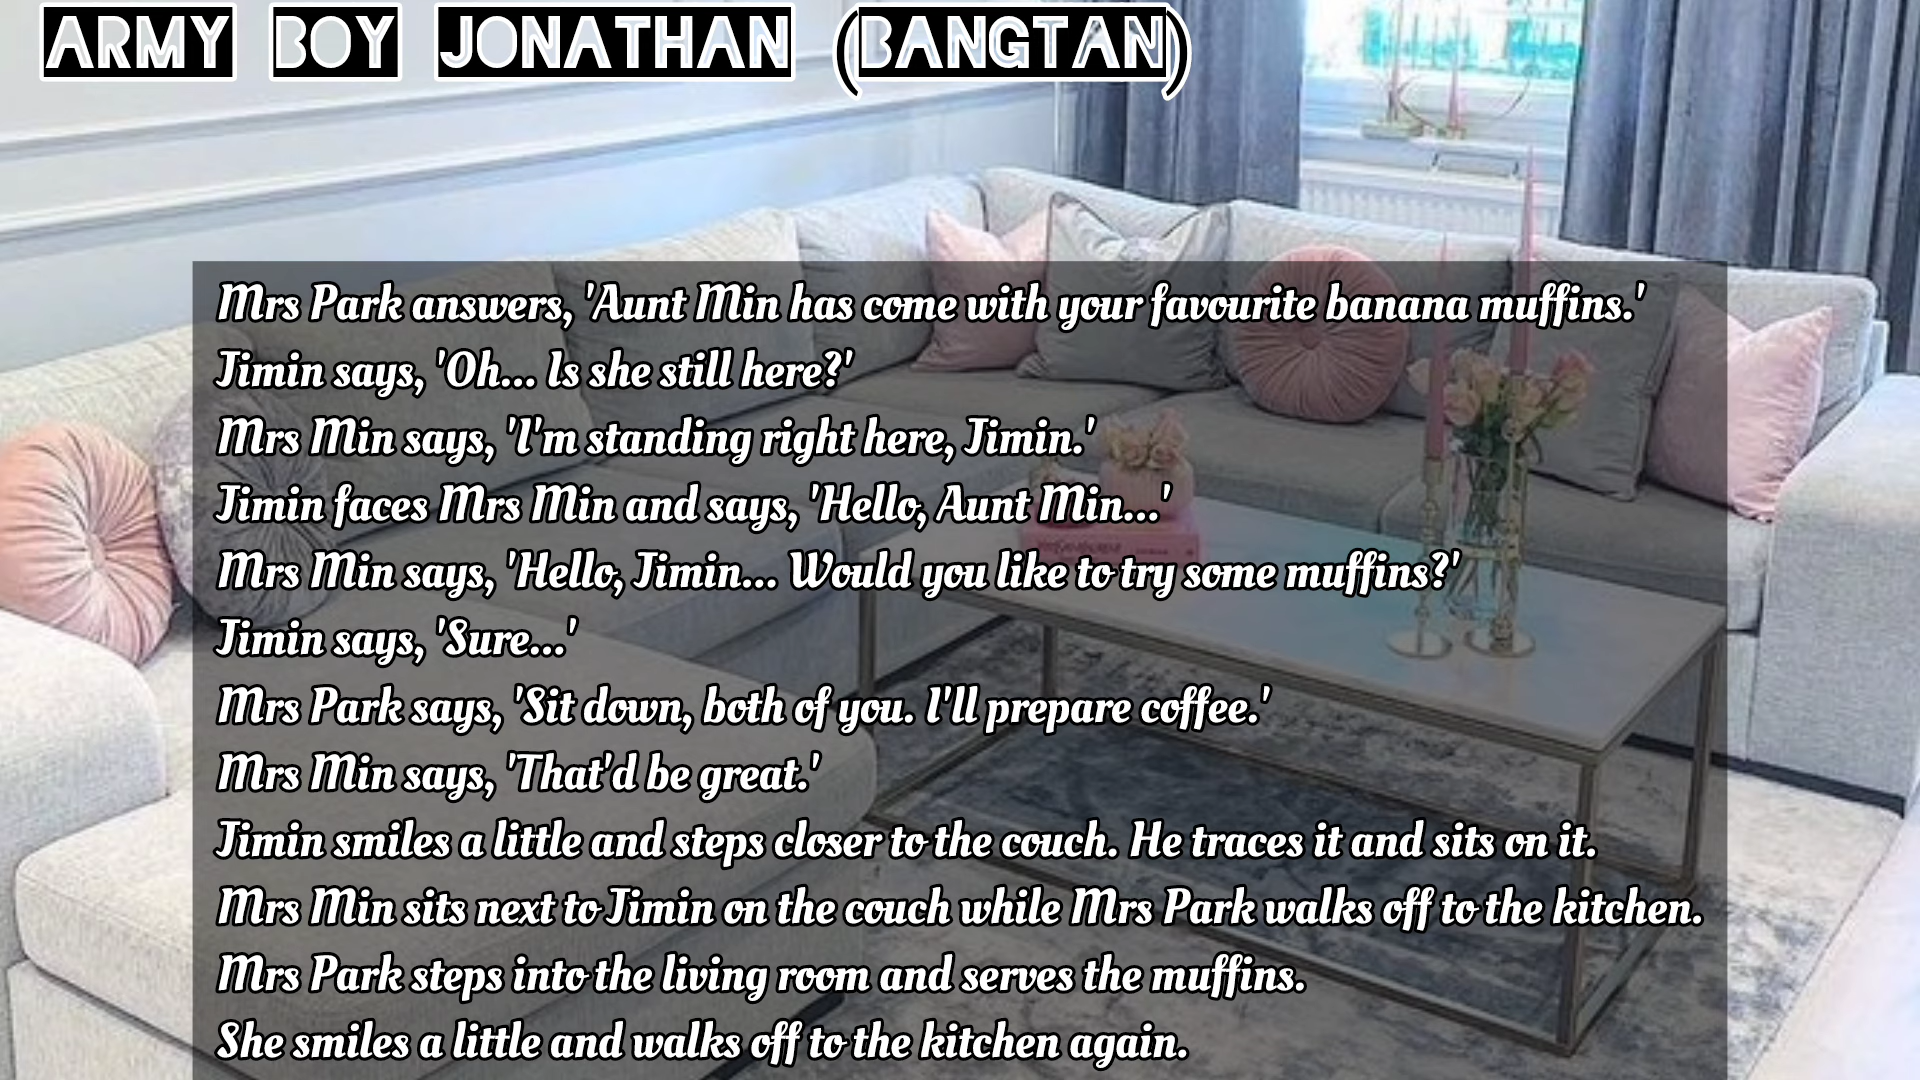 ARMY BOY JONATHAN (BANGTAN)
Mrs Park answers, 'Aunt Min has come with your favourite banana muffins.'
Jimin says, 'Oh... Is she still here?'
Mrs Min says, 'I'm standing right here, Jimin.'
Jimin faces Mrs Min and says, 'Hello, Aunt Min...'
Mrs Min says, 'Hello, Jimin... Would you like to try some muffins?'
Jimin says, 'Sure...'
Mrs Park says, 'Sit down, both of you. I'll prepare coffee.'
Mrs Min says, 'That'd be great.'
Jimin smiles a little and steps closer to the couch. He traces it and sits on it.
Mrs Min sits next to Jimin on the couch while Mrs Park walks off to the kitchen.
Mrs Park steps into the living room and serves the muffins.
She smiles a little and walks off to the kitchen again.